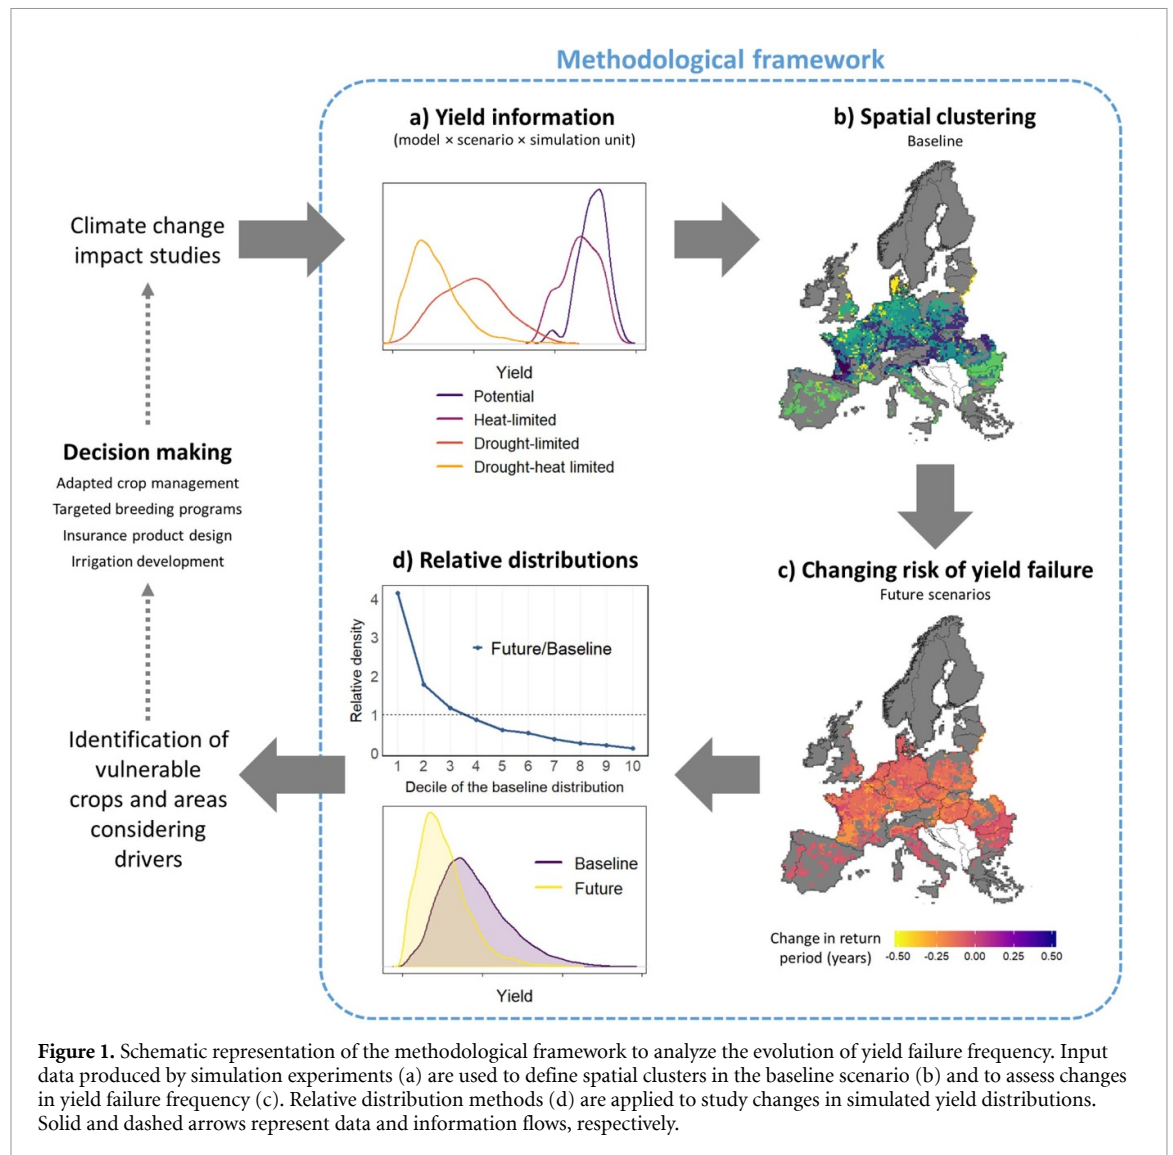 Methodological framework
a) Yield information
(model × scenario × simulation unit)
b) Spatial clustering
Baseline
Climate change
impact studies
Yield
Potential
Heat-limited
Drought-limited
Drought-heat limited
Decision making
Adapted crop management
Targeted breeding programs
Insurance product design
Irrigation development
d) Relative distributions
4
3
2
1
0
Relative density
Future/Baseline
1 2 3 4 5 6 7 8 9 10
Decile of the baseline distribution
c) Changing risk of yield failure
Future scenarios
Identification of
vulnerable
crops and areas
considering
drivers
Baseline
Future
Yield
Change in return
period (years)
-0.50 -0.25 0.00 0.25 0.50
Figure 1. Schematic representation of the methodological framework to analyze the evolution of yield failure frequency. Input
data produced by simulation experiments (a) are used to define spatial clusters in the baseline scenario (b) and to assess changes
in yield failure frequency (c). Relative distribution methods (d) are applied to study changes in simulated yield distributions.
Solid and dashed arrows represent data and information flows, respectively.